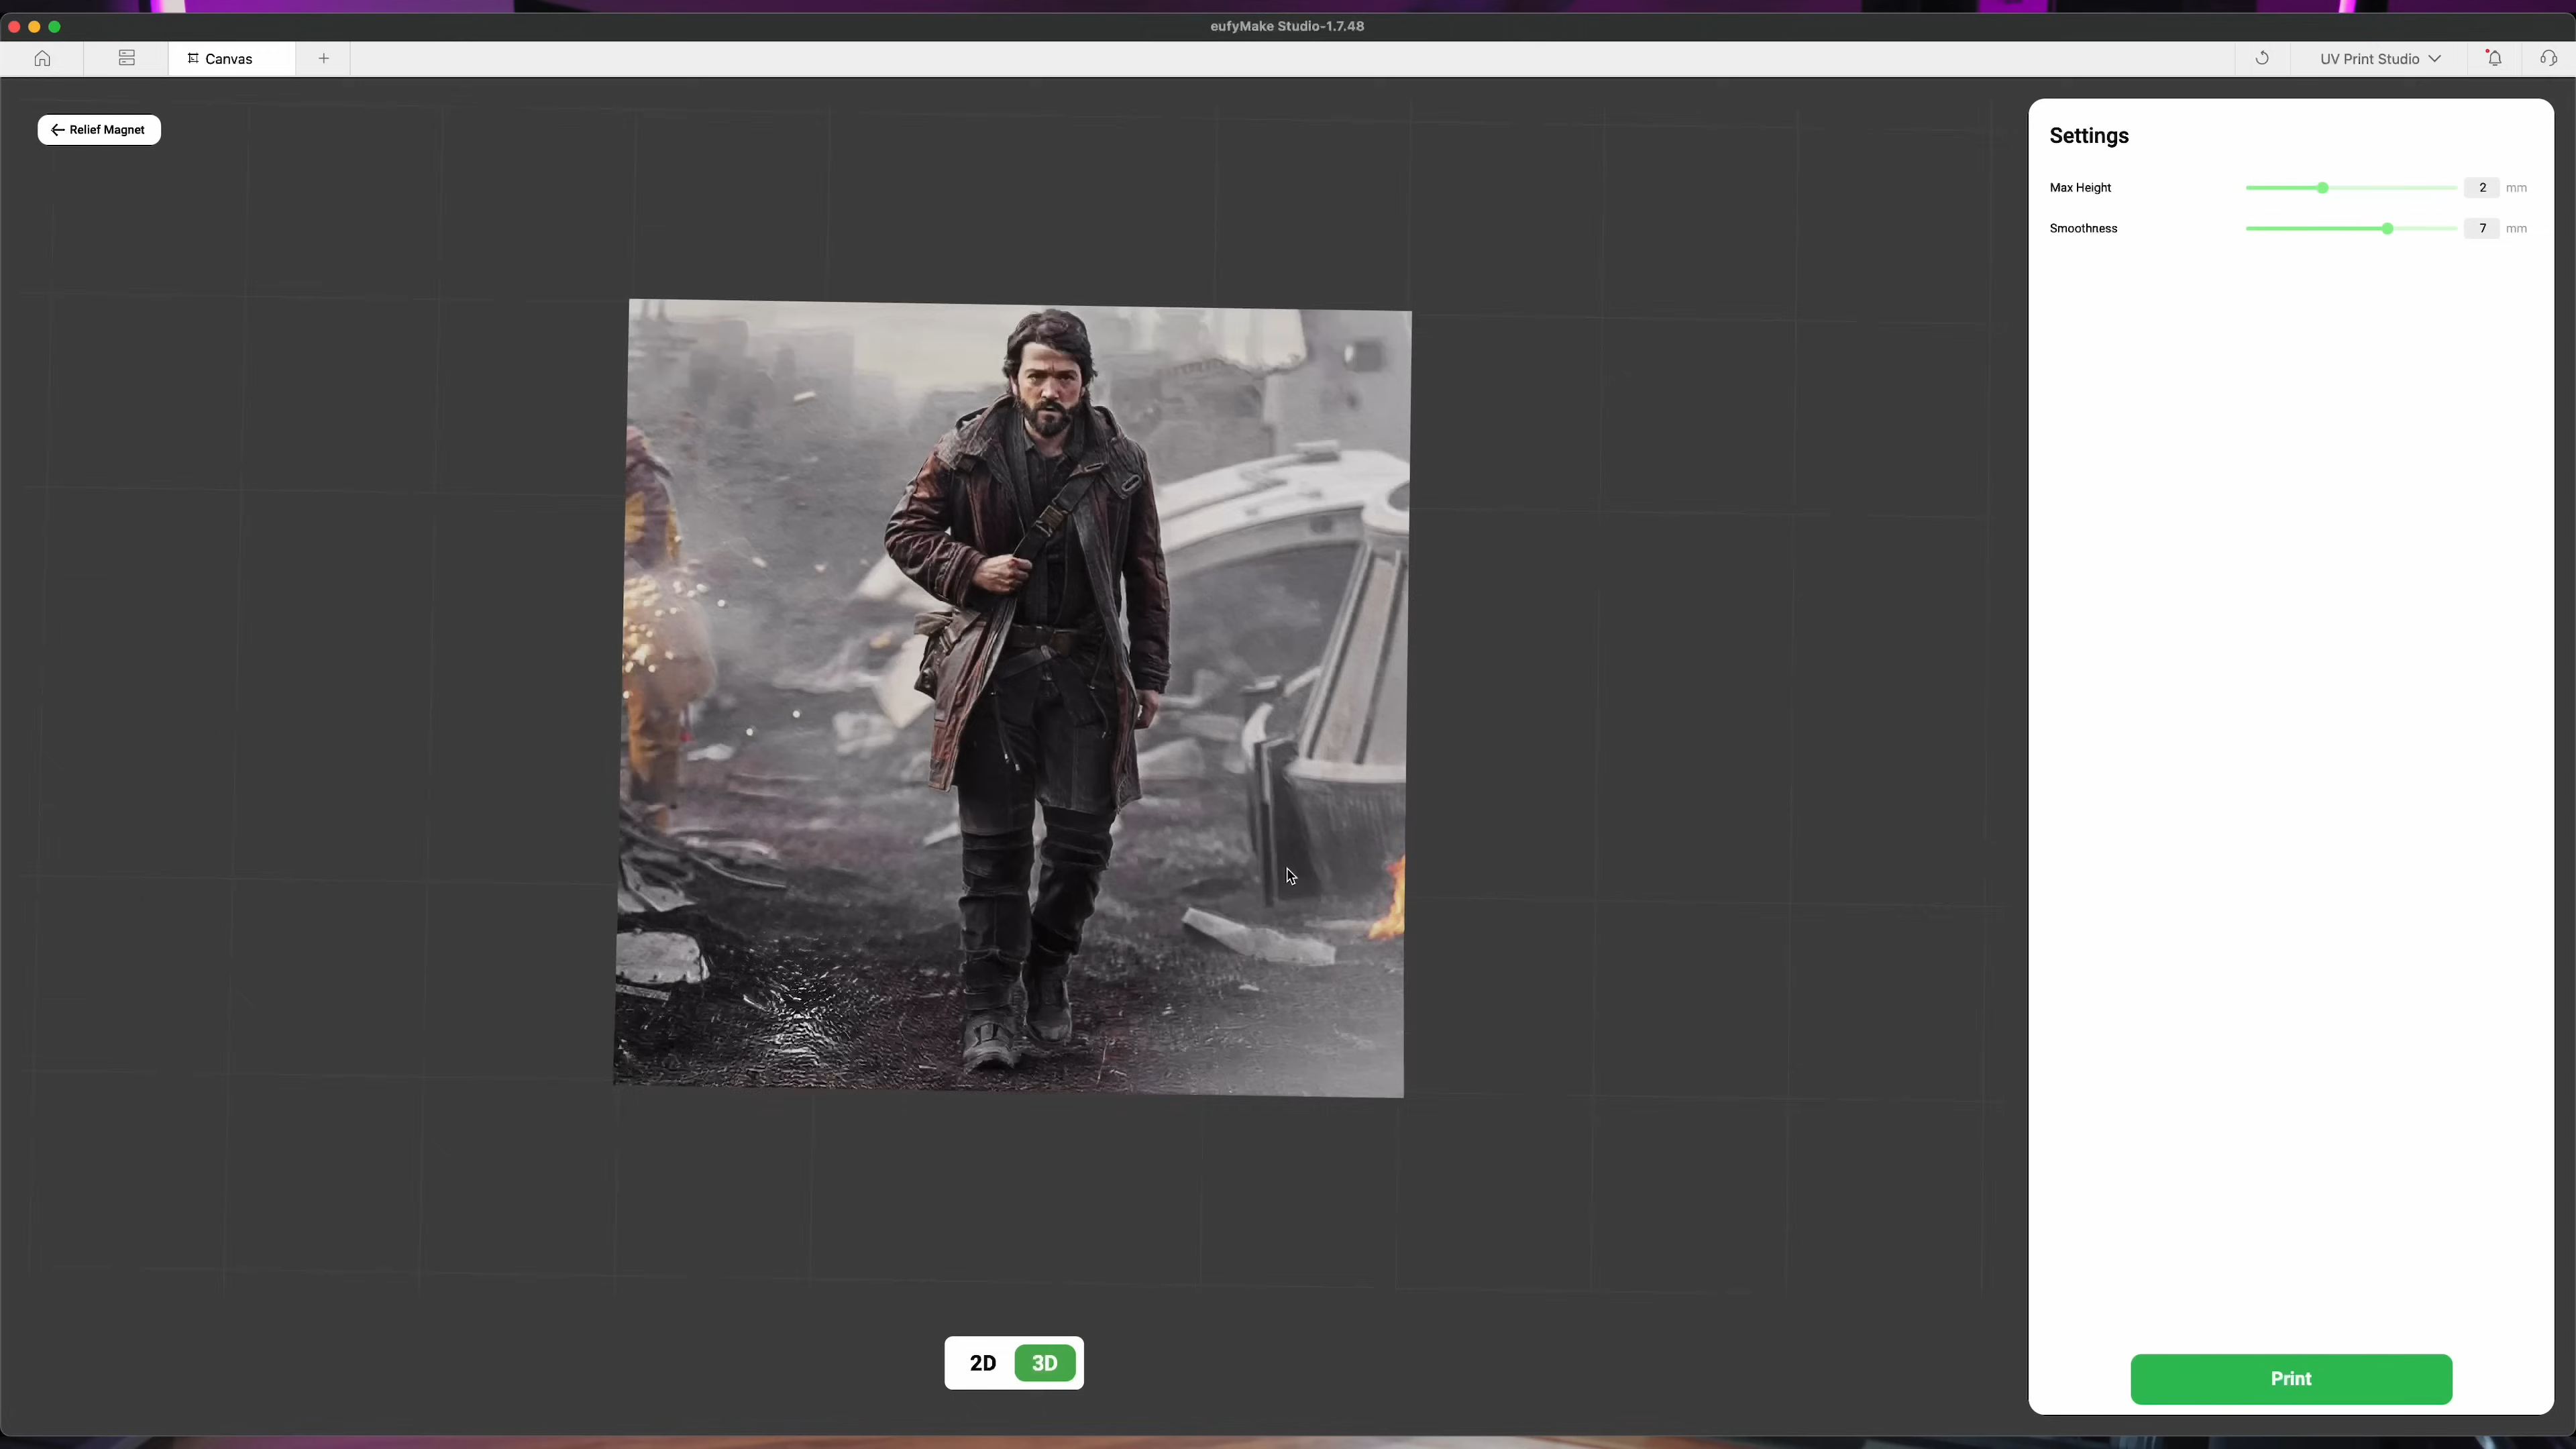 eufyMake Studio-1.7.48
Canvas
UV Print Studio
Relief Magnet
Settings
Max Height 2 mm
Smoothness 7 mm
2D 3D
Print